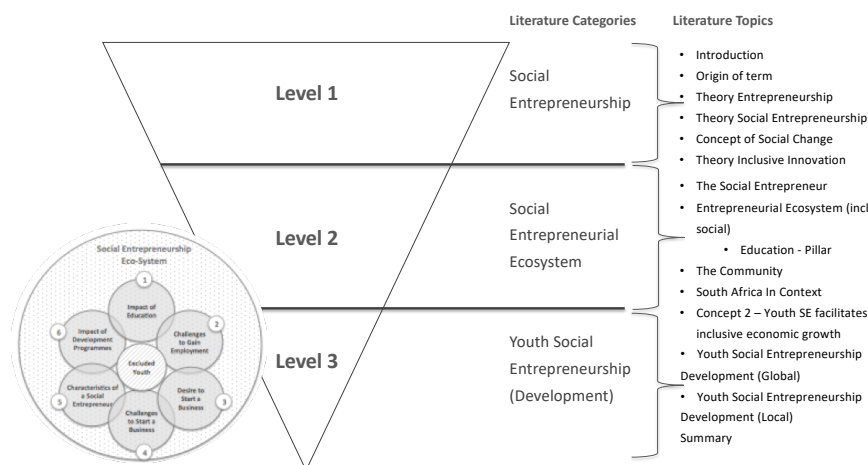 Literature Categories
Literature Topics
Level 1
Social
Entrepreneurship
• Introduction
• Origin of term
• Theory Entrepreneurship
• Theory Social Entrepreneurship
• Concept of Social Change
• Theory Inclusive Innovation
Level 2
Social
Entrepreneurial
Ecosystem
• The Social Entrepreneur
• Entrepreneurial Ecosystem (incl
social)
• Education - Pillar
• The Community
• South Africa In Context
• Concept 2 – Youth SE facilitates
inclusive economic growth
Level 3
Youth Social
Entrepreneurship
(Development)
• Youth Social Entrepreneurship
Development (Global)
• Youth Social Entrepreneurship
Development (Local)
Summary
Social Entrepreneurship
Eco-System
1
Impact of
Education
2
Challenges
to Gain
Employment
3
Desire to
Start a
Business
4
Challenges
to Start a
Business
5
Characteristics of
a Social
Entrepreneur
6
Impact of
Development
Programmes
Excluded
Youth